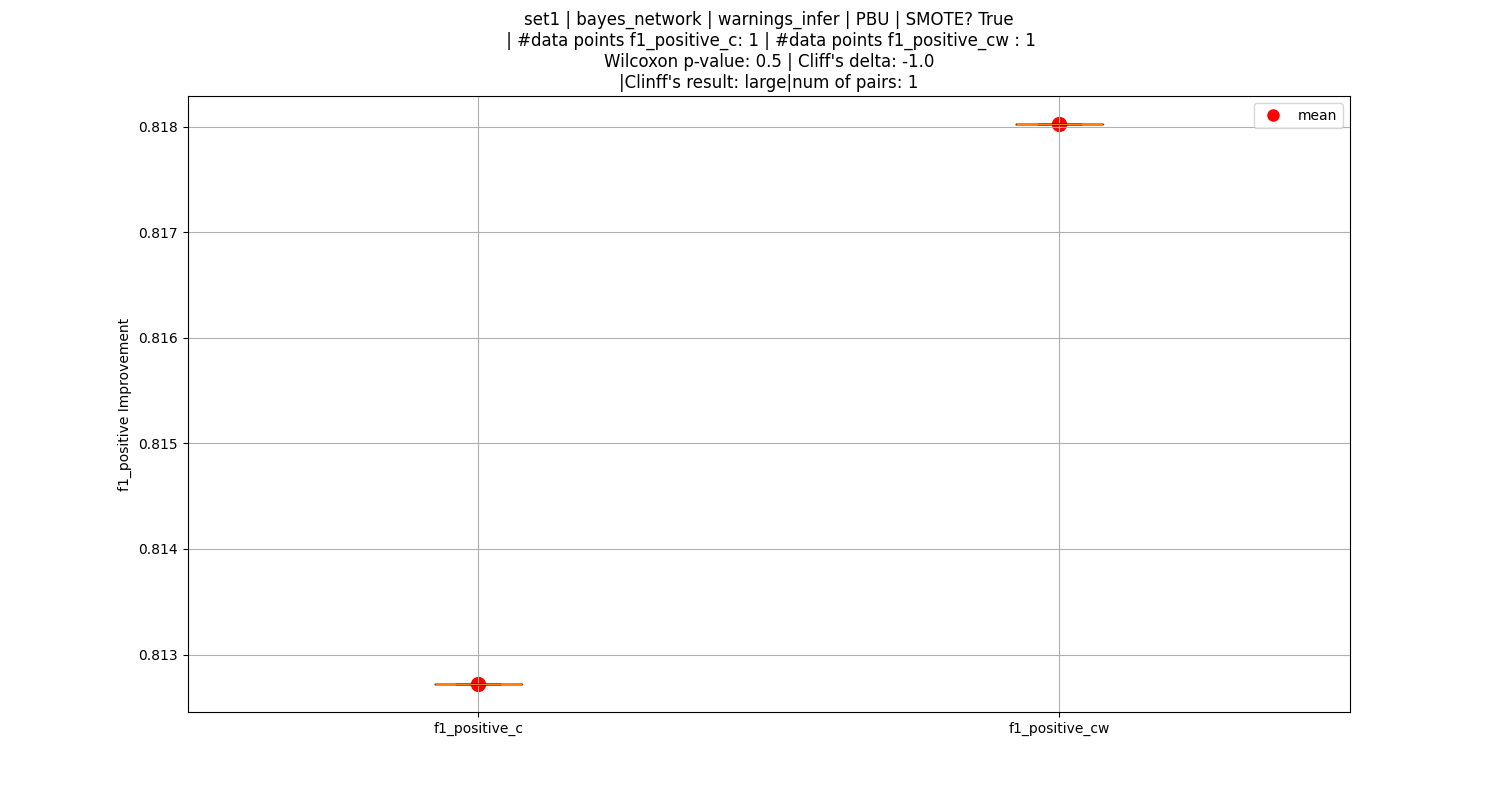 set1 | bayes_network | warnings_infer | PBU | SMOTE? True
| #data points f1_positive_c: 1 | #data points f1_positive_cw : 1
Wilcoxon p-value: 0.5 | Cliff's delta: -1.0
|Clinff's result: large|num of pairs: 1
mean
0.818
0.817
0.816
0.815
0.814
0.813
f1_positive Improvement
f1_positive_c
f1_positive_cw